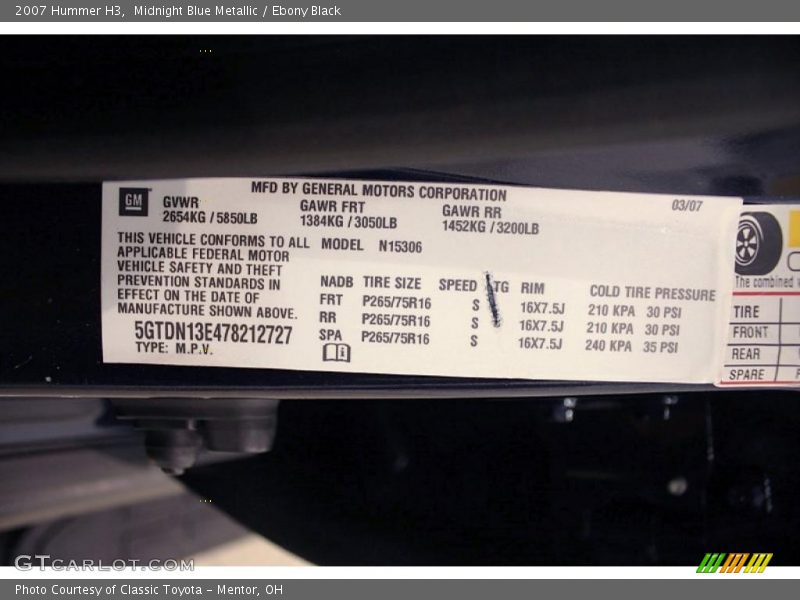 2007 Hummer H3, Midnight Blue Metallic / Ebony Black
GM
MFD BY GENERAL MOTORS CORPORATION
03/07
GVWR GAWR FRT GAWR RR
2654KG / 5850LB 1384KG / 3050LB 1452KG / 3200LB
THIS VEHICLE CONFORMS TO ALL
APPLICABLE FEDERAL MOTOR
VEHICLE SAFETY AND THEFT
PREVENTION STANDARDS IN
EFFECT ON THE DATE OF
MANUFACTURE SHOWN ABOVE.
5GTDN13E478212727
TYPE: M.P.V.
MODEL N15306
NADB TIRE SIZE SPEED RTG RIM COLD TIRE PRESSURE
FRT P265/75R16 S 16X7.5J 210 KPA 30 PSI
RR P265/75R16 S 16X7.5J 210 KPA 30 PSI
SPA P265/75R16 S 16X7.5J 240 KPA 35 PSI
The combined
TIRE
FRONT
REAR
SPARE
GTCARLOT.COM
Photo Courtesy of Classic Toyota - Mentor, OH